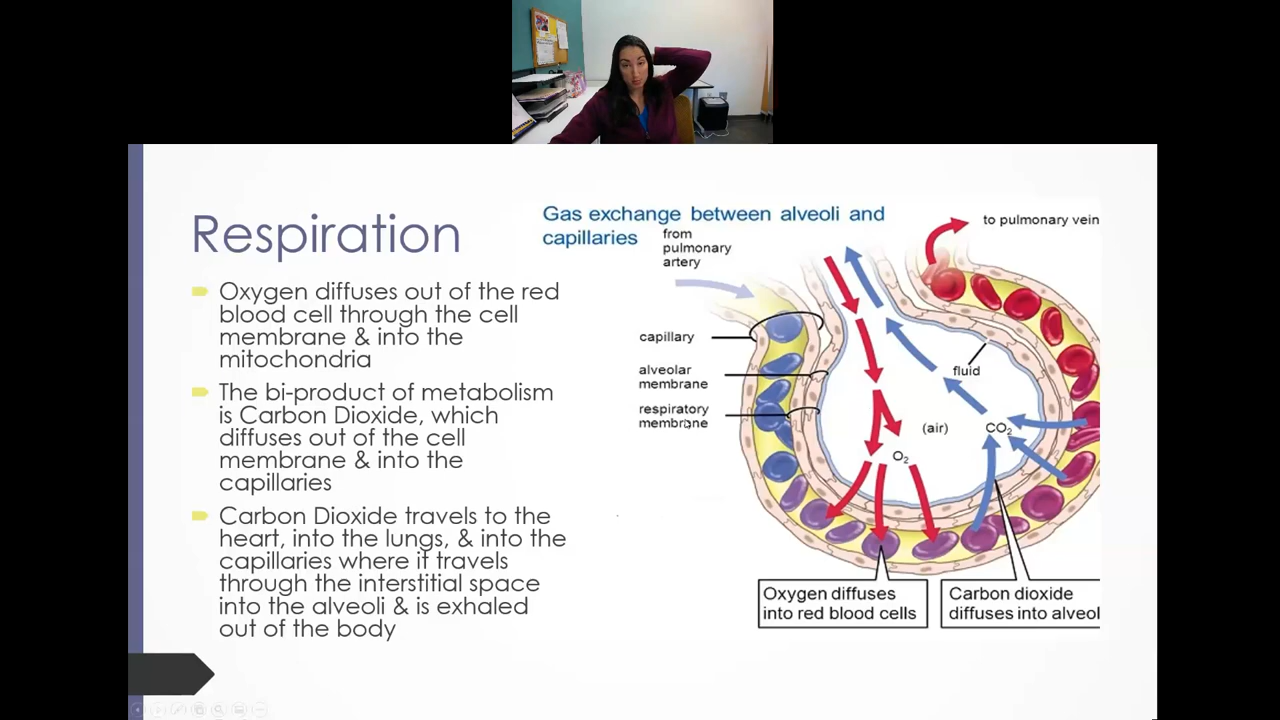 Respiration
Oxygen diffuses out of the red
blood cell through the cell
membrane & into the
mitochondria
The bi-product of metabolism
is Carbon Dioxide, which
diffuses out of the cell
membrane & into the
capillaries
Carbon Dioxide travels to the
heart, into the lungs, & into the
capillaries where it travels
through the interstitial space
into the alveoli & is exhaled
out of the body
Gas exchange between alveoli and
capillaries
from
pulmonary
artery
to pulmonary vein
capillary
alveolar
membrane
respiratory
membrane
fluid
(air)
CO2
O2
Oxygen diffuses
into red blood cells
Carbon dioxide
diffuses into alveol